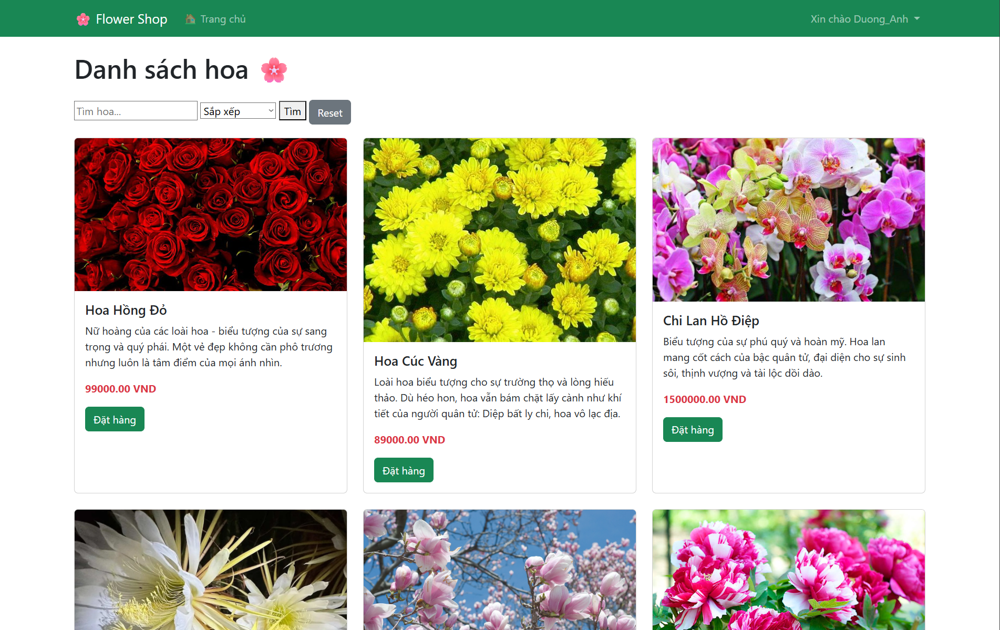 Flower Shop
Trang chủ
Xin chào Duong_Anh
Danh sách hoa
Tìm hoa...
Sắp xếp
Tìm
Reset
Hoa Hồng Đỏ
Nữ hoàng của các loài hoa - biểu tượng của sự sang
trọng và quý phái. Một vẻ đẹp không cần phô trương
nhưng luôn là tâm điểm của mọi ánh nhìn.
99000.00 VND
Đặt hàng
Hoa Cúc Vàng
Loài hoa biểu tượng cho sự trường thọ và lòng hiếu
thảo. Dù héo hon, hoa vẫn bám chặt lấy cành như khí
tiết của người quân tử: Diệp bất ly chi, hoa vô lạc địa.
89000.00 VND
Đặt hàng
Chi Lan Hồ Điệp
Biểu tượng của sự phú quý và hoàn mỹ. Hoa lan
mang cốt cách của bậc quân tử, đại diện cho sự sinh
sôi, thịnh vượng và tài lộc dồi dào.
1500000.00 VND
Đặt hàng